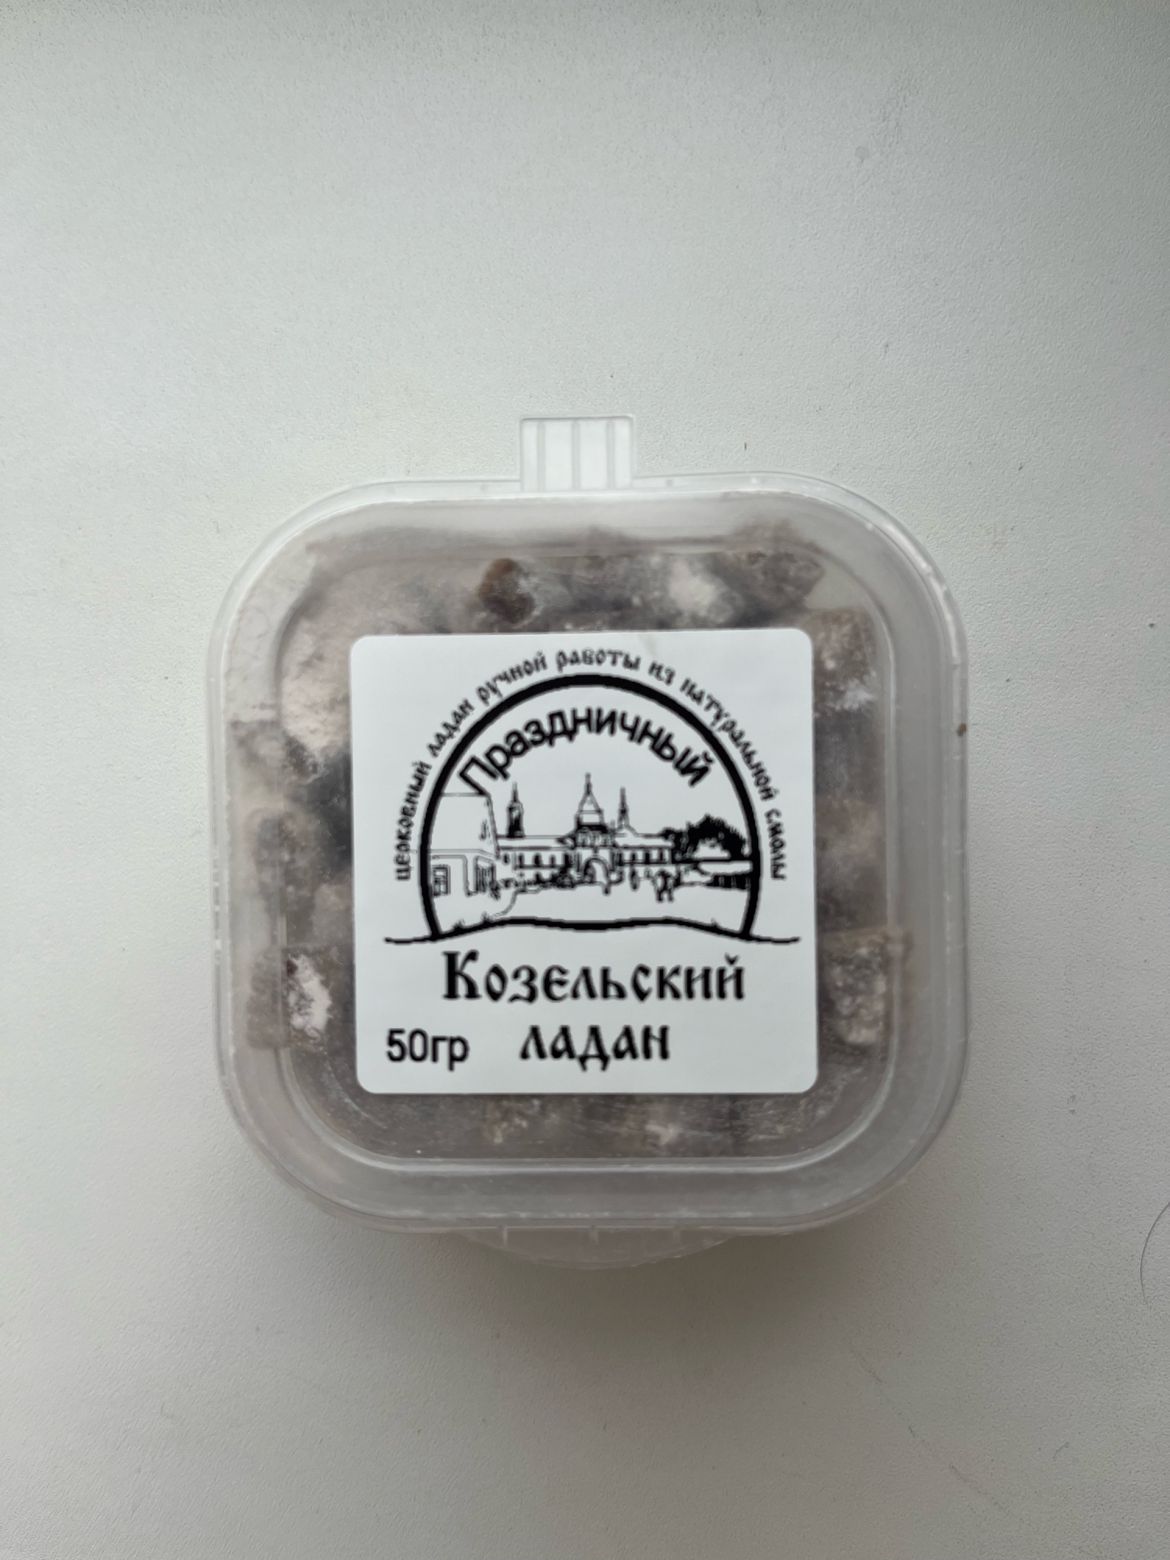 церковный ладан ручной работы из натуральной смолы
Праздничный
Козельский
50гр ладан